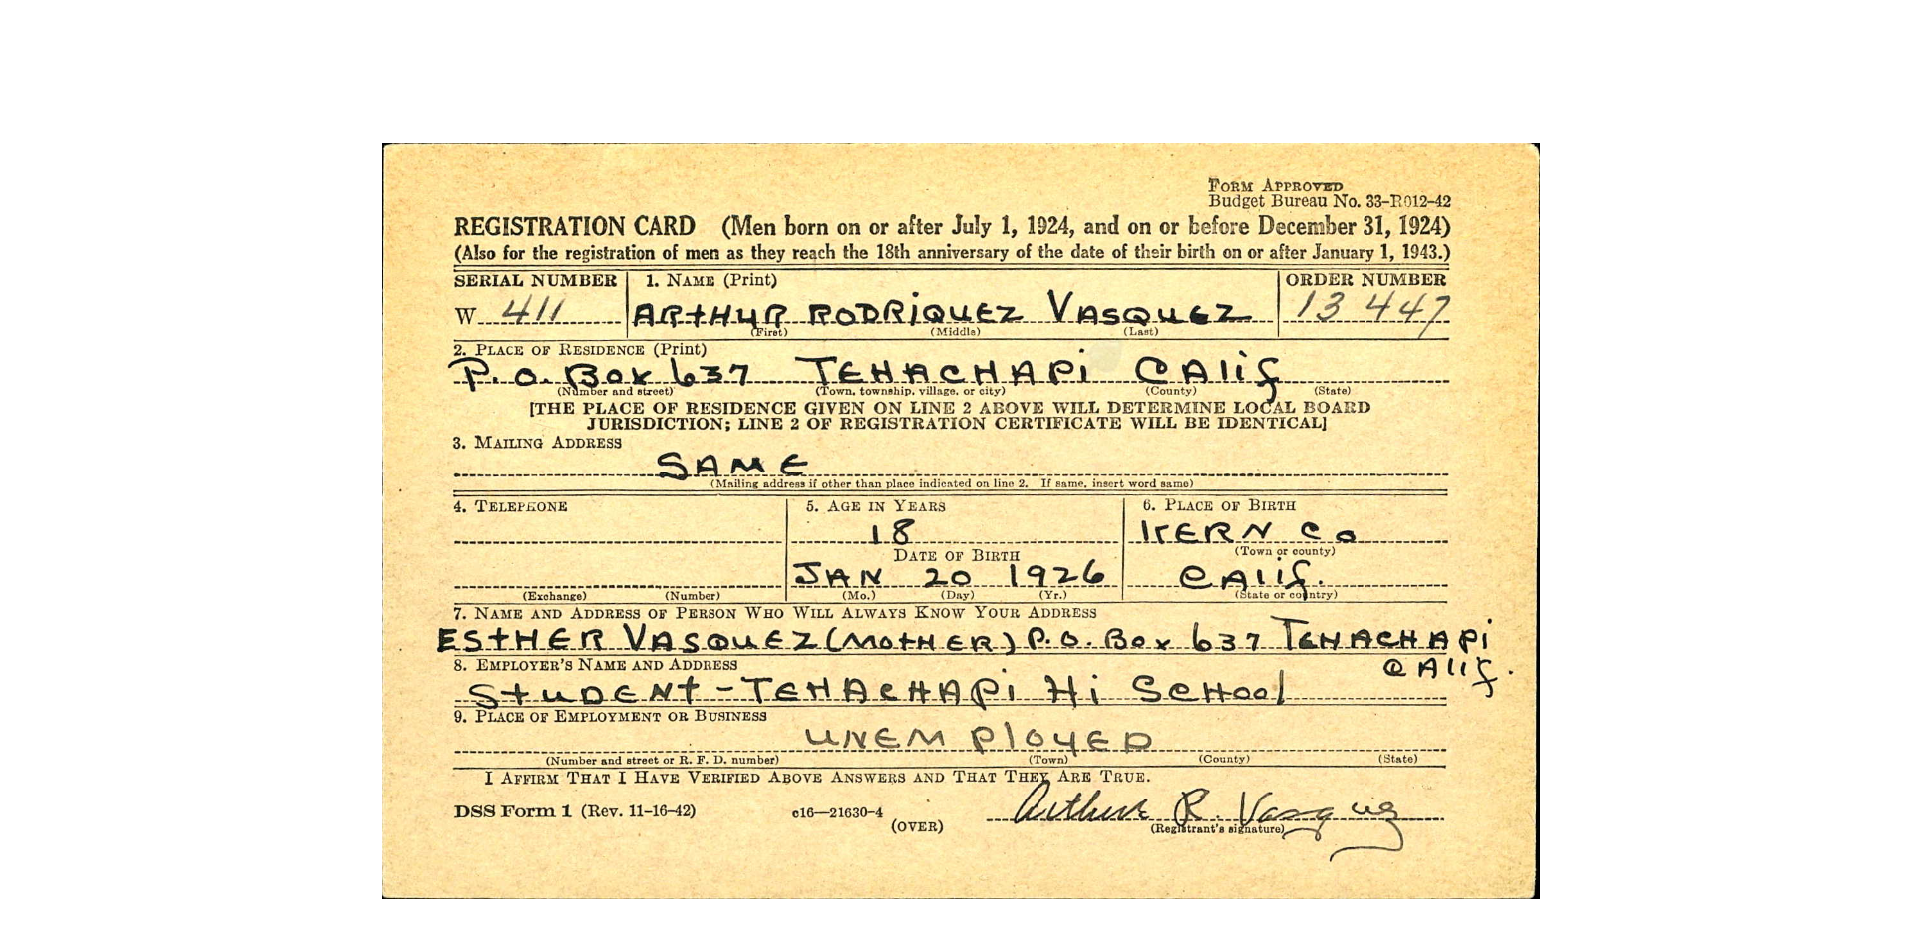 FORM APPROVED
Budget Bureau No. 33-R012-42
REGISTRATION CARD (Men born on or after July 1, 1924, and on or before December 31, 1924)
(Also for the registration of men as they reach the 18th anniversary of the date of their birth on or after January 1, 1943.)
SERIAL NUMBER 1. NAME (Print) ORDER NUMBER
W 411 ARTHUR RODRIQUEZ VASQUEZ 13 447
(First) (Middle) (Last)
2. PLACE OF RESIDENCE (Print)
P.O. Box 637 TEHACHAPi CAlif
(Number and street) (Town, township, village, or city) (County) (State)
[THE PLACE OF RESIDENCE GIVEN ON LINE 2 ABOVE WILL DETERMINE LOCAL BOARD
JURISDICTION; LINE 2 OF REGISTRATION CERTIFICATE WILL BE IDENTICAL]
3. MAILING ADDRESS
SAME
(Mailing address if other than place indicated on line 2. If same, insert word same)
4. TELEPHONE 5. AGE IN YEARS 6. PLACE OF BIRTH
18 KERN Co
DATE OF BIRTH (Town or county)
JAN 20 1926 CAlif.
(Exchange) (Number) (Mo.) (Day) (Yr.) (State or country)
7. NAME AND ADDRESS OF PERSON WHO WILL ALWAYS KNOW YOUR ADDRESS
ESTHER VASQUEZ (MOTHER) P.O. Box 637 TEHACHAPi
CAlif.
8. EMPLOYER'S NAME AND ADDRESS
STUDENT - TEHACHAPi Hi SCHool
9. PLACE OF EMPLOYMENT OR BUSINESS
UNEMPloyED
(Number and street or R. F. D. number) (Town) (County) (State)
I AFFIRM THAT I HAVE VERIFIED ABOVE ANSWERS AND THAT THEY ARE TRUE.
DSS Form 1 (Rev. 11-16-42) c16—21630-4 Arthur R. Vasquez
(OVER) (Registrant's signature)